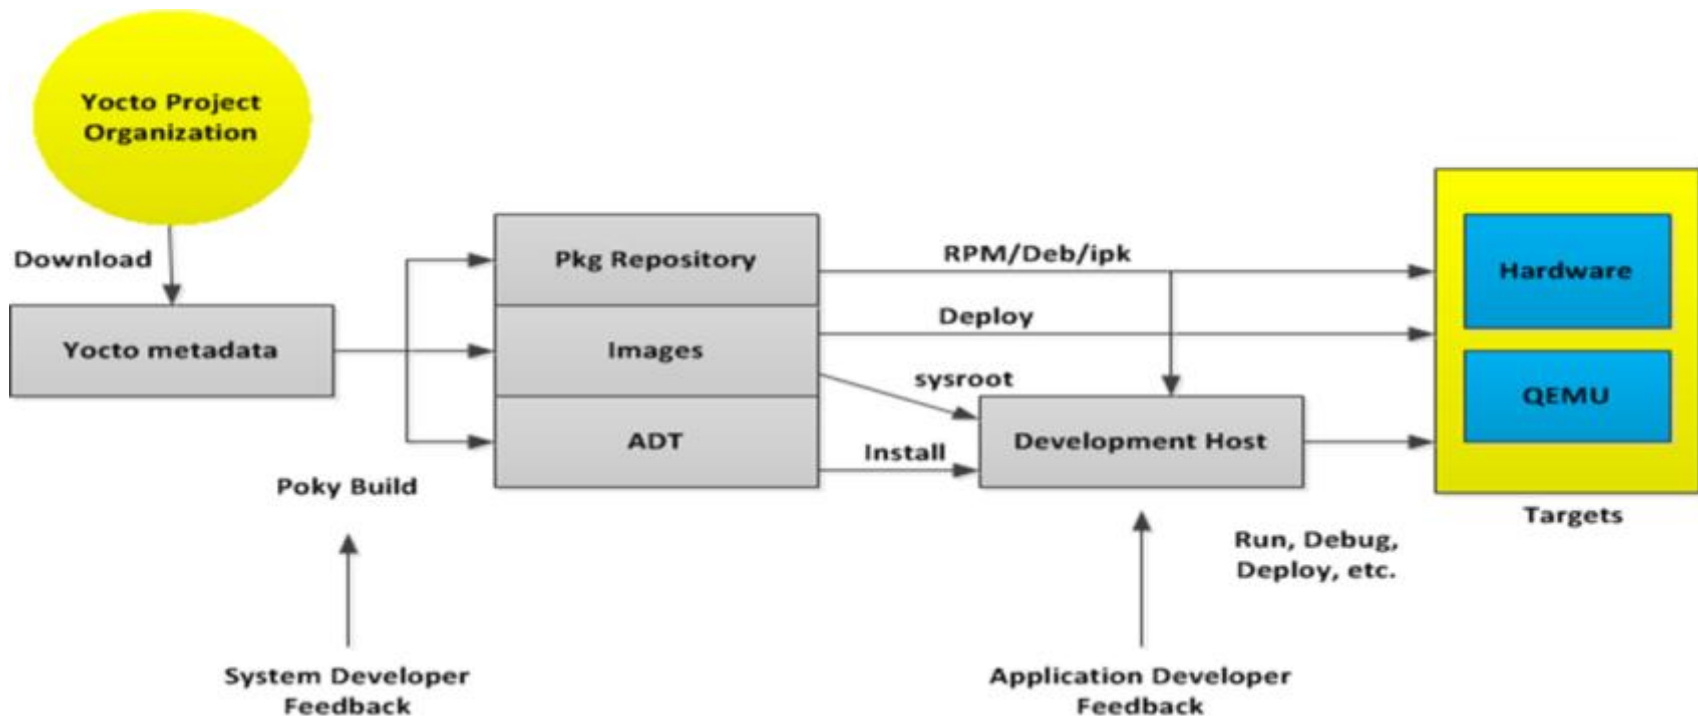 Yocto Project
Organization
Download
Yocto metadata
Pkg Repository
Images
ADT
Poky Build
System Developer
Feedback
RPM/Deb/ipk
Deploy
sysroot
Install
Development Host
Application Developer
Feedback
Run, Debug,
Deploy, etc.
Hardware
QEMU
Targets